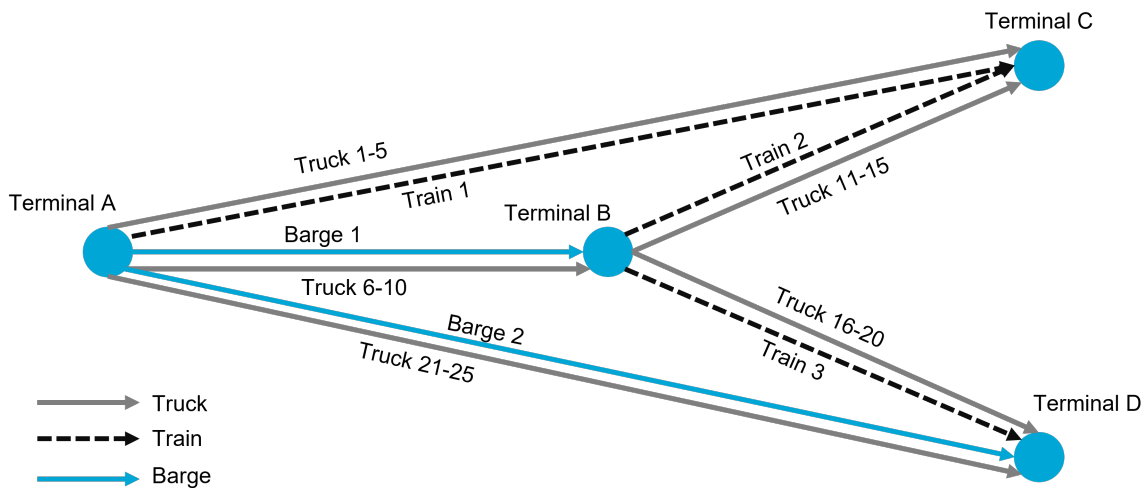 Terminal C
Truck 1-5
Train 2
Train 1
Truck 11-15
Terminal A
Terminal B
Barge 1
Truck 6-10
Truck 16-20
Barge 2
Train 3
Truck 21-25
Terminal D
Truck
Train
Barge